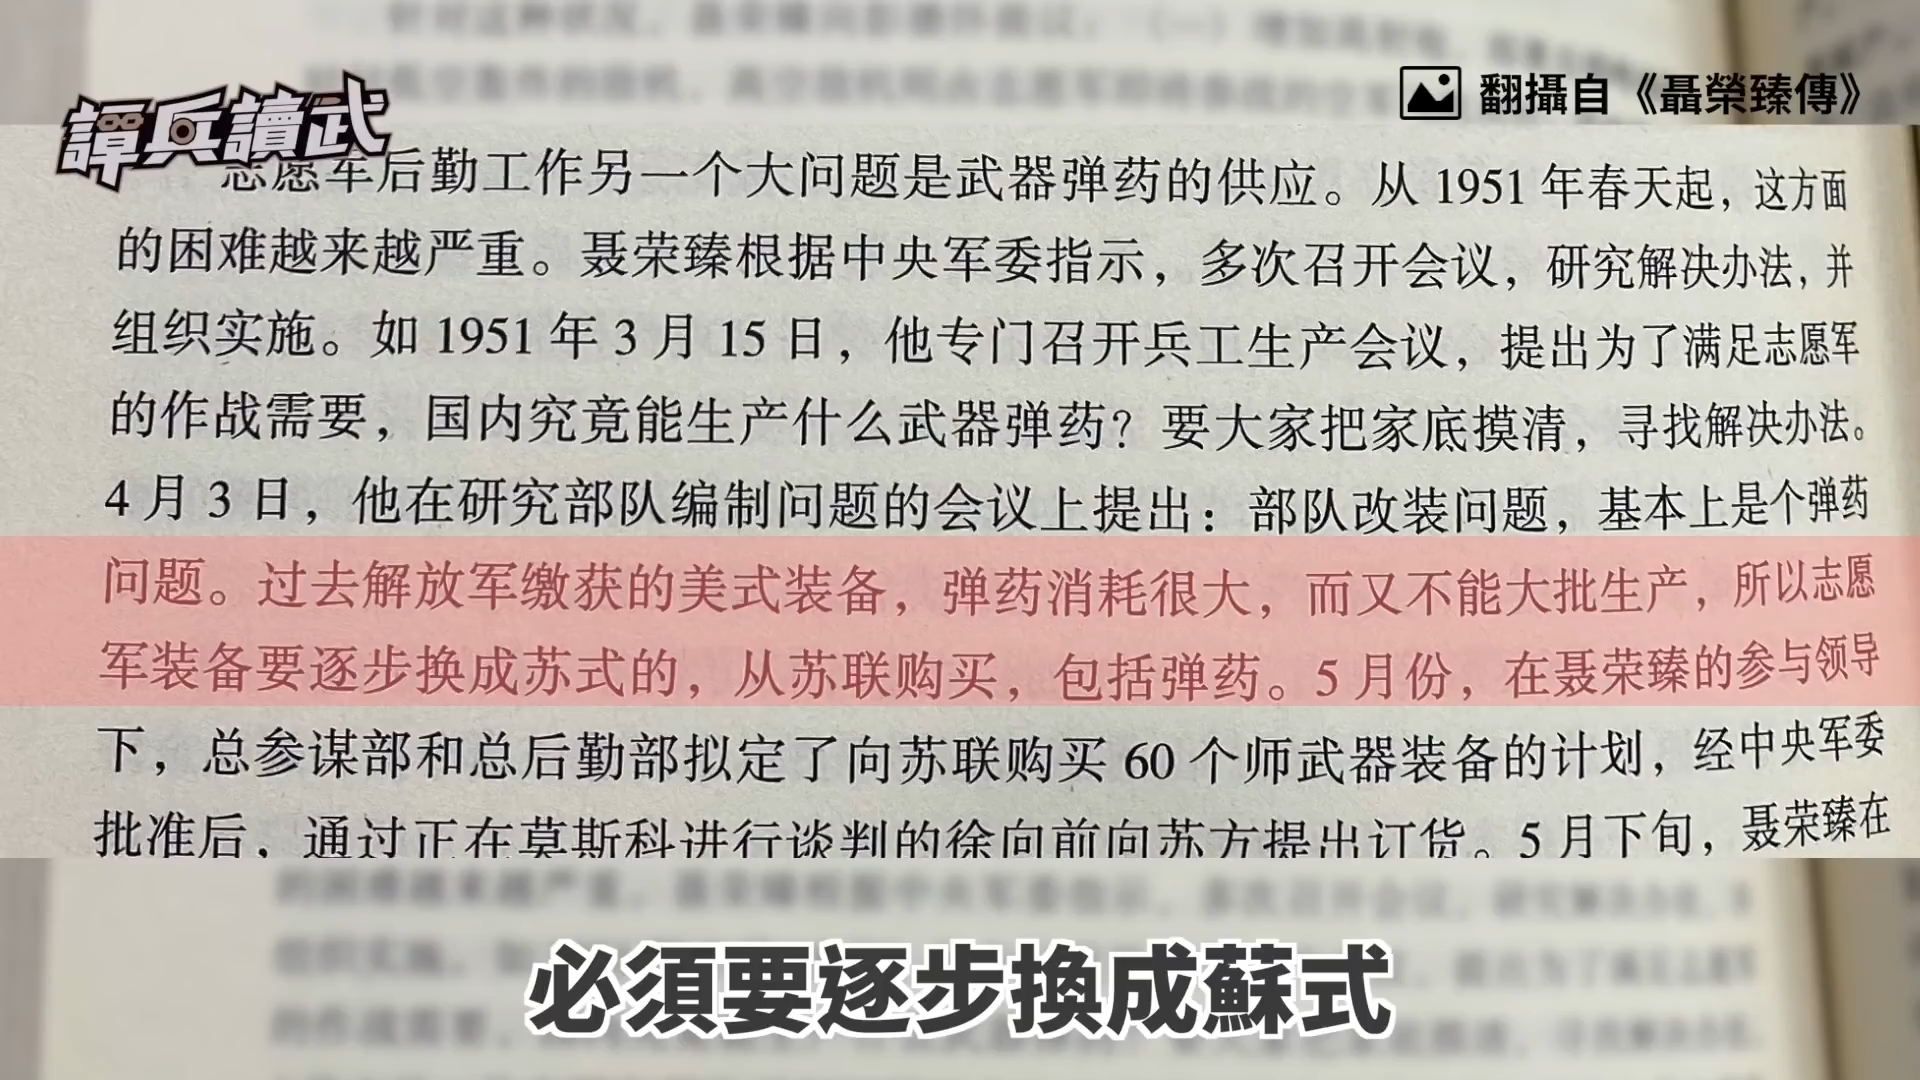 譚兵讀武
翻攝自《聶榮臻傳》
志愿军后勤工作另一个大问题是武器弹药的供应。从 1951 年春天起，这方面
的困难越来越严重。聂荣臻根据中央军委指示，多次召开会议，研究解决办法，并
组织实施。如 1951 年 3 月 15 日，他专门召开兵工生产会议，提出为了满足志愿军
的作战需要，国内究竟能生产什么武器弹药？要大家把家底摸清，寻找解决办法。
4 月 3 日，他在研究部队编制问题的会议上提出：部队改装问题，基本上是个弹药
问题。过去解放军缴获的美式装备，弹药消耗很大，而又不能大批生产，所以志愿
军装备要逐步换成苏式的，从苏联购买，包括弹药。5 月份，在聂荣臻的参与领导
下，总参谋部和总后勤部拟定了向苏联购买 60 个师武器装备的计划，经中央军委
批准后，通过正在莫斯科进行谈判的徐向前向苏方提出订货。5 月下旬，聂荣臻在
必須要逐步換成蘇式